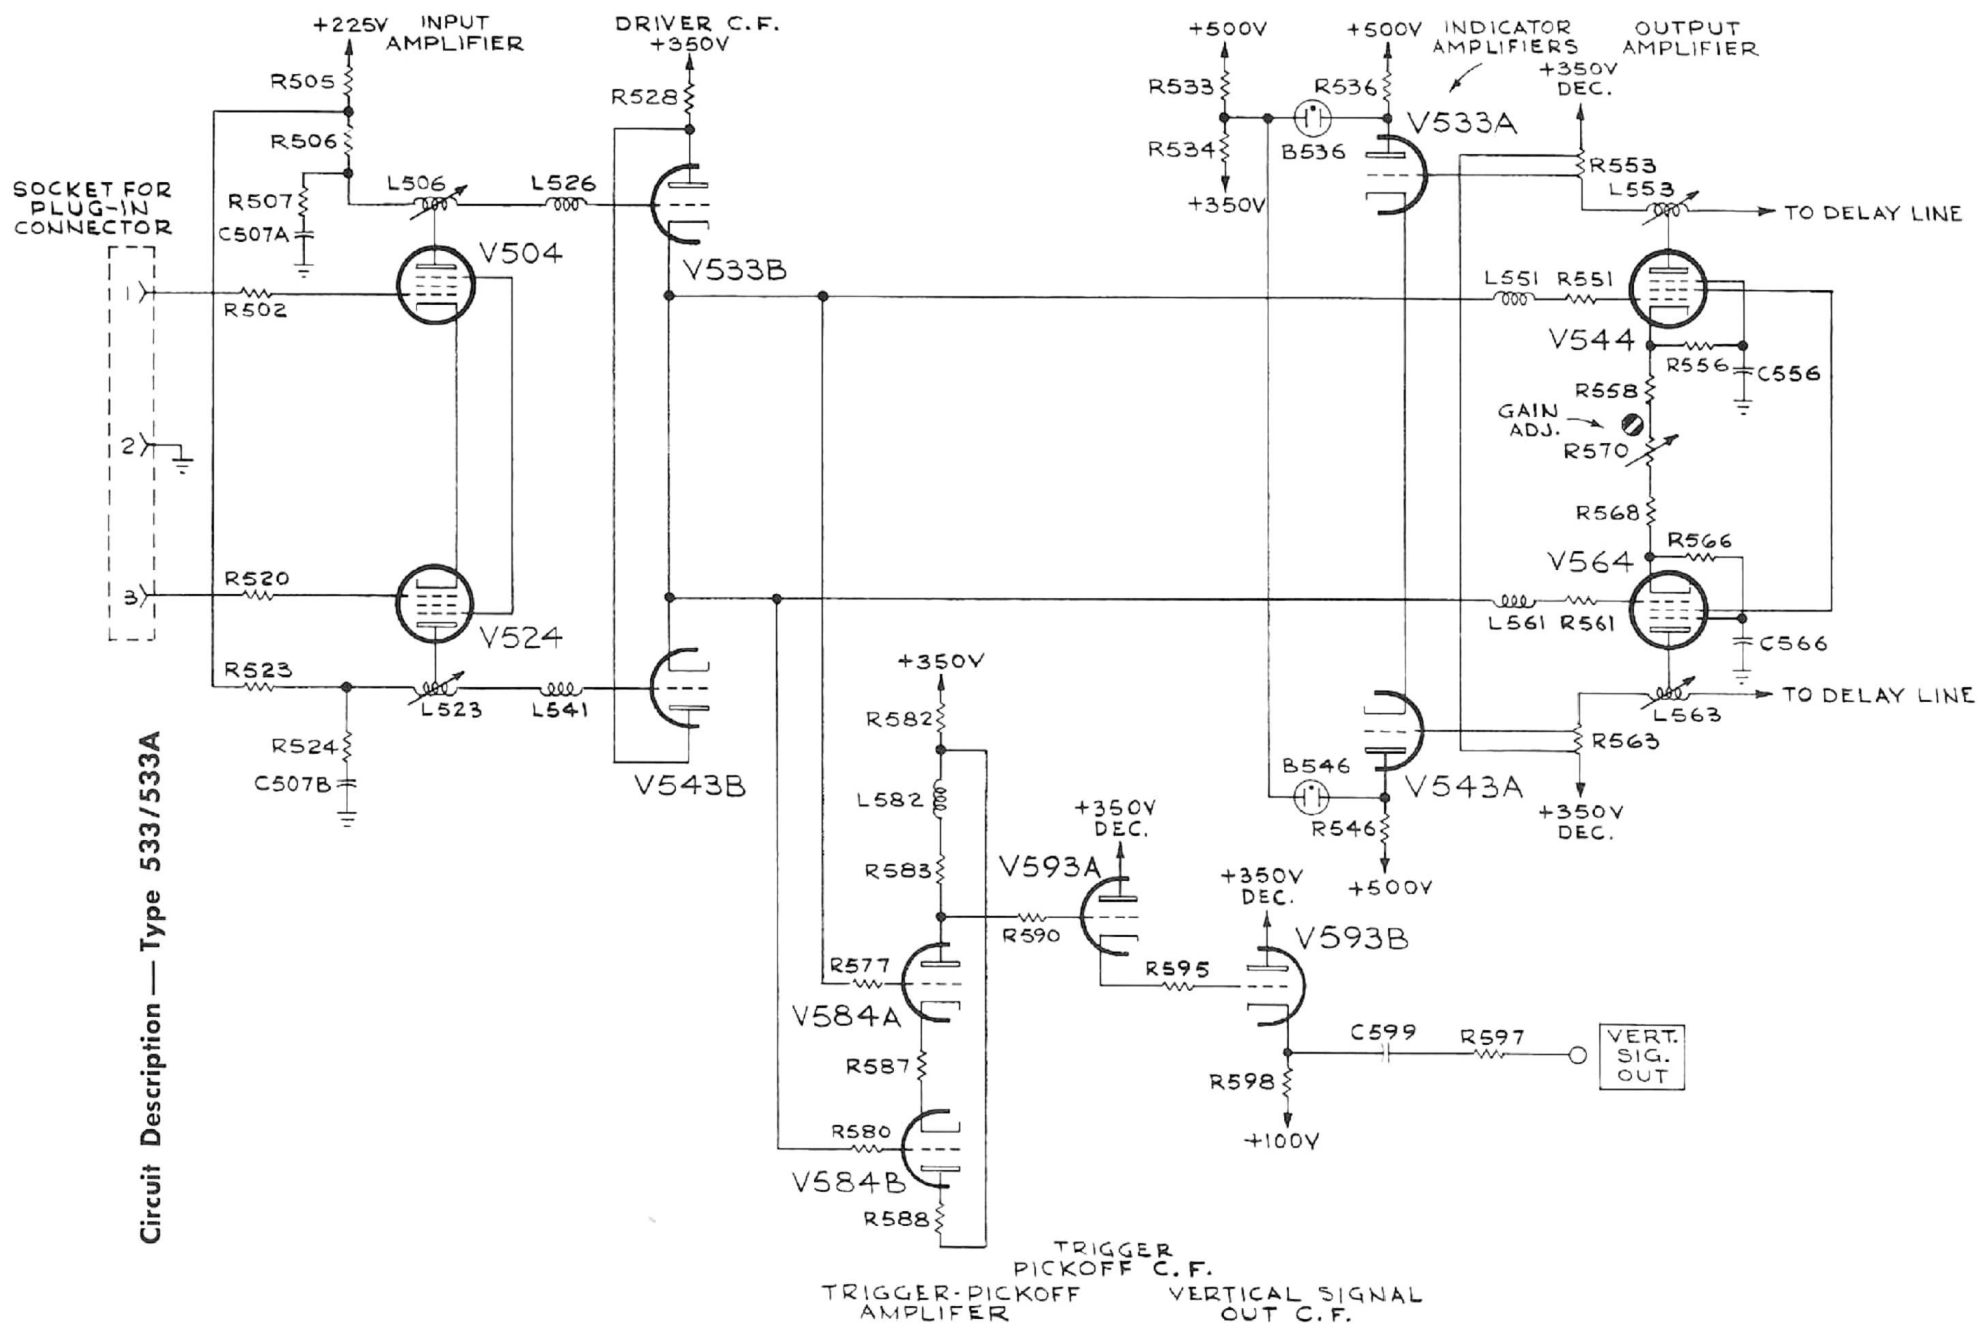 +225V
INPUT
AMPLIFIER
DRIVER C.F.
+350V
+500V
+500V
INDICATOR
AMPLIFIERS
OUTPUT
AMPLIFIER
+350V
DEC.
R505
R528
R533
R536
R506
V533A
R534
B536
R553
L553
SOCKET FOR
PLUG-IN
CONNECTOR
R507
L506
L526
+350V
TO DELAY LINE
C507A
V504
V533B
1
R502
L551
R551
V544
R556
C556
R558
GAIN
ADJ.
R570
2
R568
R566
V564
3
R520
L561
R561
V524
C566
R523
L523
L541
+350V
TO DELAY LINE
L563
R582
R524
R563
C507B
V543B
B546
V543A
L582
+350V
DEC.
R546
+350V
DEC.
R583
V593A
+350V
DEC.
+500V
R590
V593B
R577
R595
V584A
C599
R597
VERT.
SIG.
OUT
R587
R598
R580
+100V
V584B
R588
TRIGGER
PICKOFF C.F.
TRIGGER-PICKOFF
AMPLIFER
VERTICAL SIGNAL
OUT C.F.
Circuit Description — Type 533/533A